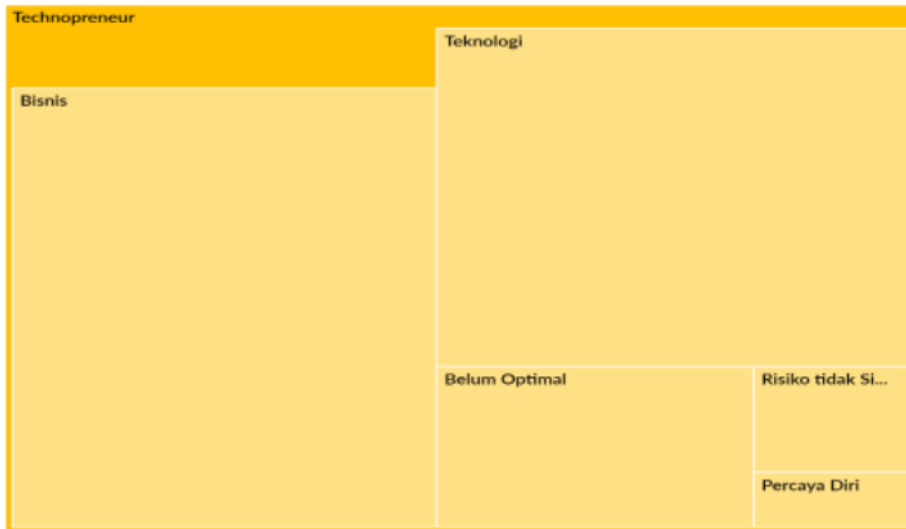 Technopreneur
Teknologi
Bisnis
Belum Optimal
Risiko tidak Si...
Percaya Diri